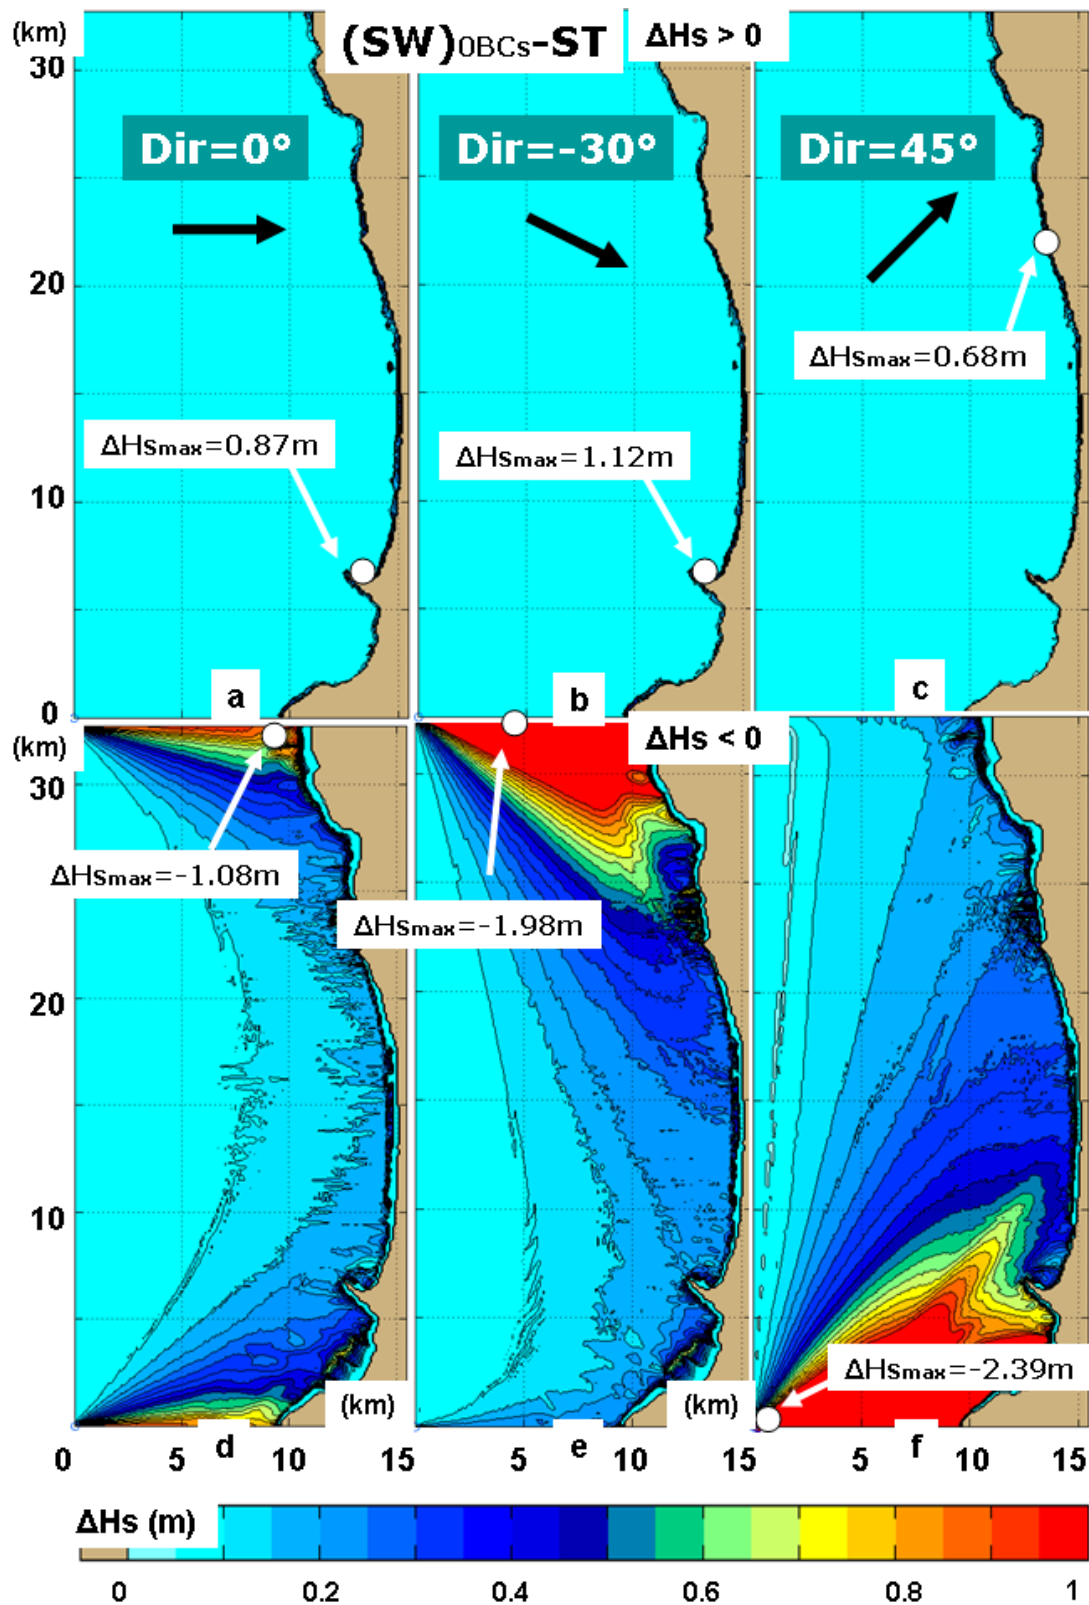 (km)
(SW)0BCs-ST
ΔHs > 0
30
Dir=0°
Dir=-30°
Dir=45°
20
ΔHsmax=0.68m
ΔHsmax=0.87m
ΔHsmax=1.12m
10
0
a
b
c
(km)
ΔHs < 0
30
ΔHsmax=-1.08m
ΔHsmax=-1.98m
20
10
ΔHsmax=-2.39m
(km)
(km)
d
e
f
0 5 10 15 5 10 15 5 10 15
ΔHs (m)
0 0.2 0.4 0.6 0.8 1